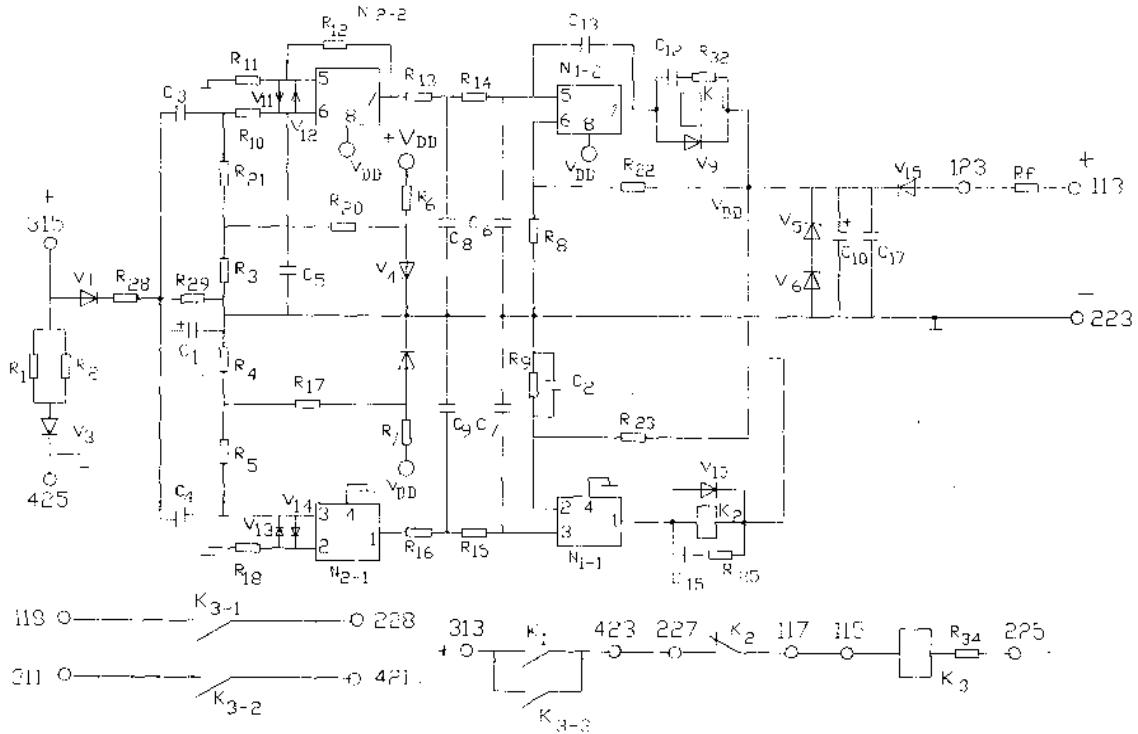 N2-2
R12
C13
C12 R32
R11
5
V11
R13 R14
N1-2
5
K
C3
6
8
6
8
V9
R10
V12
VDD
+VDD
VDD
R22
V15 123 Rf +
113
R21
R20
R6
VDD
+
315
C8
C6
R8
V5
+
C10
C17
V1 R28 R29
R3
C5
V4
V6
-
223
+
C1
R4
R9
C2
R1
R2
R17
C9
R23
V3
-
425
R5
VDD
V15
C4
V14
3
4
1
2
4
1
K2
V13
2
R16 R15
3
R18
N2-1
N1-1
C15
118
K3-1
228
+ 313
K1
423 227
K2
117 115
R34 225
311
K3-2
421
K3-3
K3